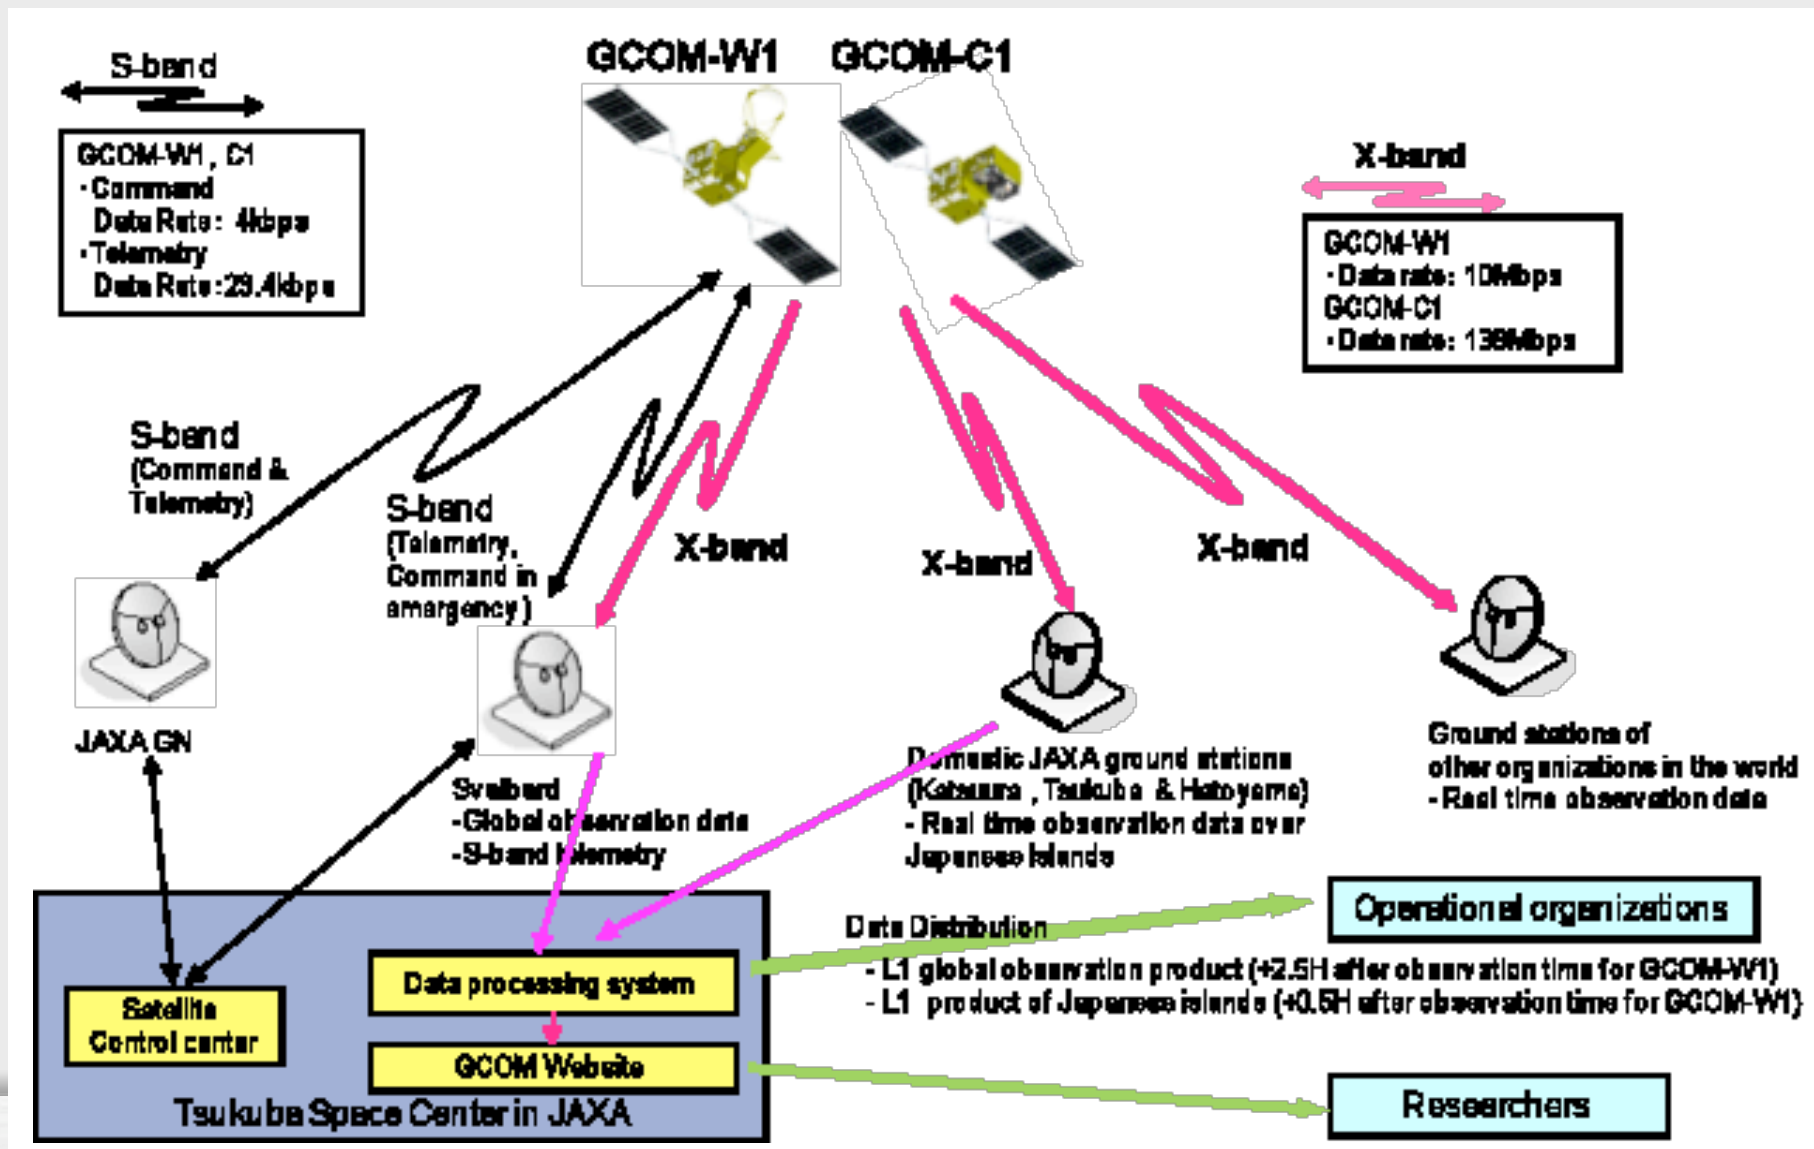 S-band
GCOM-W1, C1
·Command
Data Rate: 4kbps
·Telemetry
Data Rate:29.4kbps
GCOM-W1
GCOM-C1
X-band
GCOM-W1
·Data rate: 10Mbps
GCOM-C1
·Data rate: 138Mbps
S-band
(Command &
Telemetry)
S-band
(Telemetry,
Command in
emergency)
X-band
X-band
X-band
JAXA GN
Svalbard
-Global observation data
-S-band telemetry
Domestic JAXA ground stations
(Katsuura, Tsukuba & Hatoyama)
- Real time observation data over
Japanese Islands
Ground stations of
other organizations in the world
- Real time observation data
Data Distribution
- L1 global observation product (+2.5H after observation time for GCOM-W1)
- L1 product of Japanese islands (+0.5H after observation time for GCOM-W1)
Operational organizations
Data processing system
Satellite
Control center
GCOM Website
Tsukuba Space Center in JAXA
Researchers